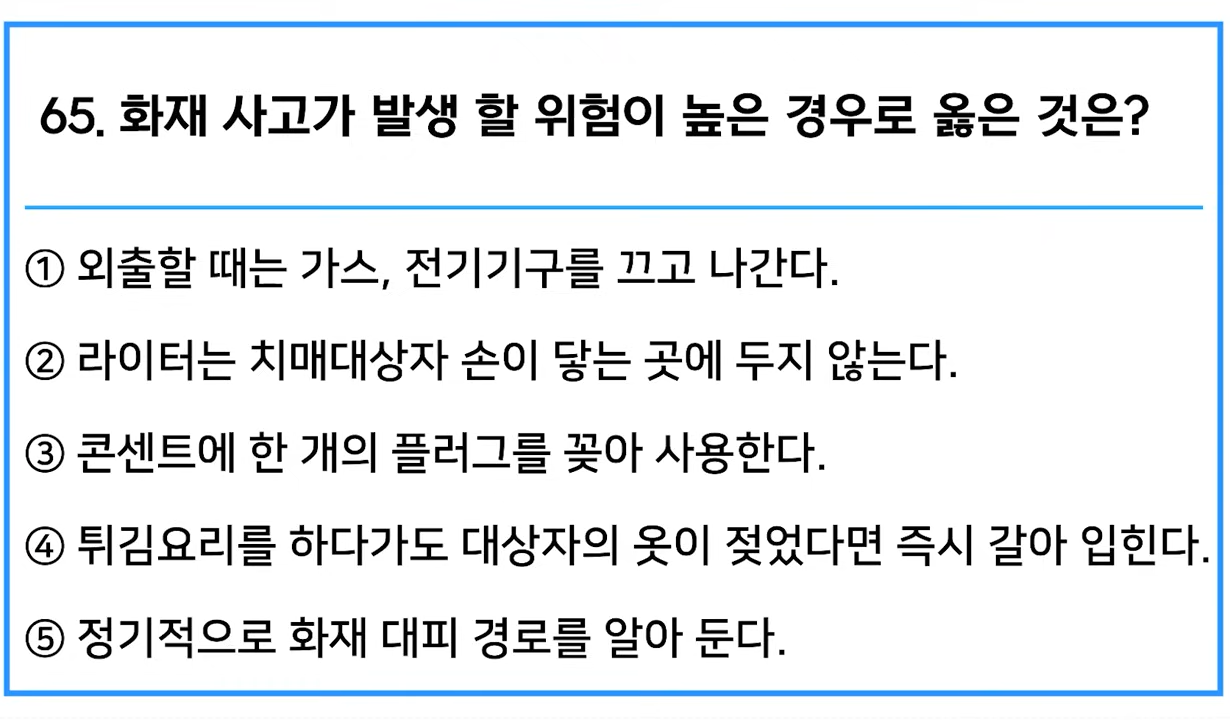 65. 화재 사고가 발생 할 위험이 높은 경우로 옳은 것은?
① 외출할 때는 가스, 전기기구를 끄고 나간다.
② 라이터는 치매대상자 손이 닿는 곳에 두지 않는다.
③ 콘센트에 한 개의 플러그를 꽂아 사용한다.
④ 튀김요리를 하다가도 대상자의 옷이 젖었다면 즉시 갈아 입힌다.
⑤ 정기적으로 화재 대피 경로를 알아 둔다.